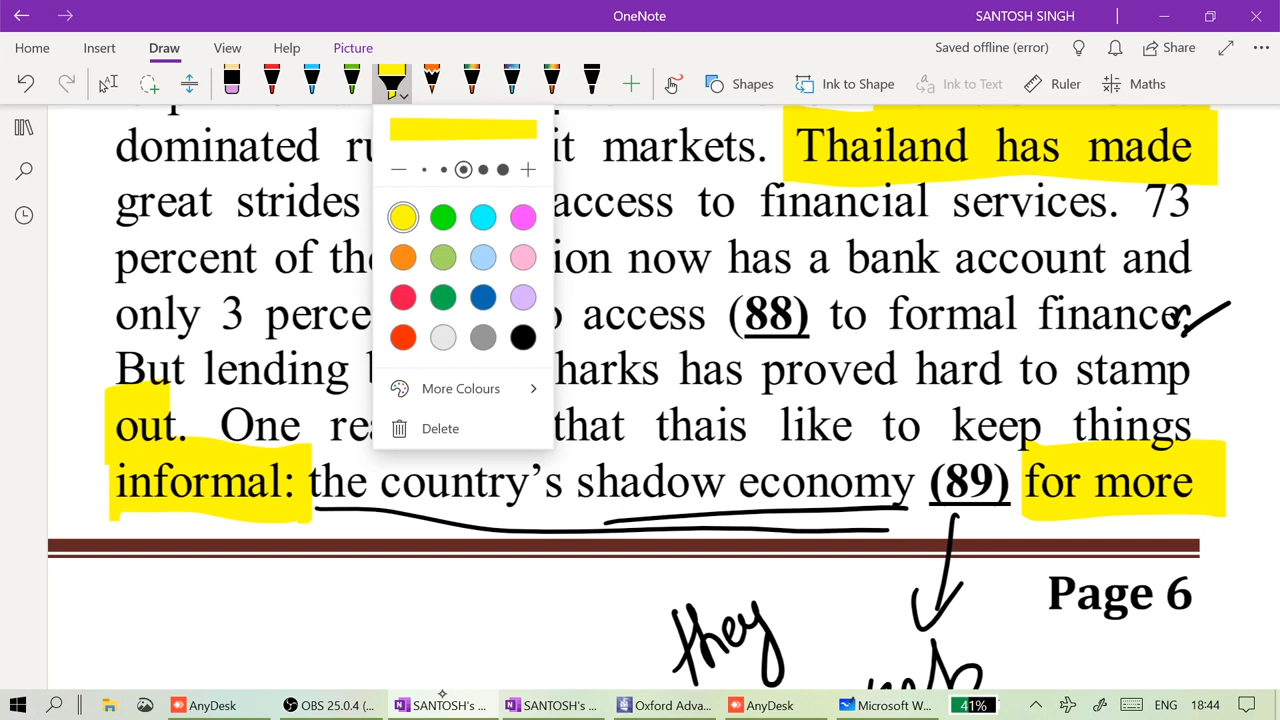 OneNote
SANTOSH SINGH
Home Insert Draw View Help Picture
Saved offline (error) Share
Shapes Ink to Shape Ink to Text Ruler Maths
dominated it markets. Thailand has made
great strides access to financial services. 73
percent of the ion now has a bank account and
only 3 access (88) to formal finance.
But lending harks has proved hard to stamp
out. One that thais like to keep things
informal: the country's shadow economy (89) for more
More Colours
Delete
Page 6
they
AnyDesk OBS 25.0.4 (... SANTOSH's ... SANTOSH's ... Oxford Adva... AnyDesk Microsoft W... 41% ENG 18:44